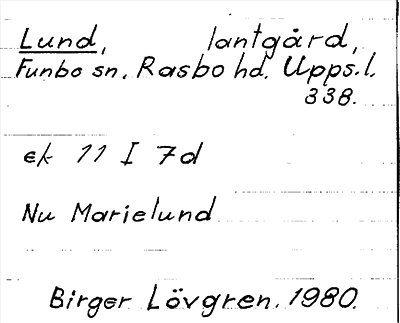 Lund, lantgård,
Funbo sn. Rasbo hd. Upps.l.
338.
ek 11 I 7d
Nu Marielund
Birger Lövgren. 1980.